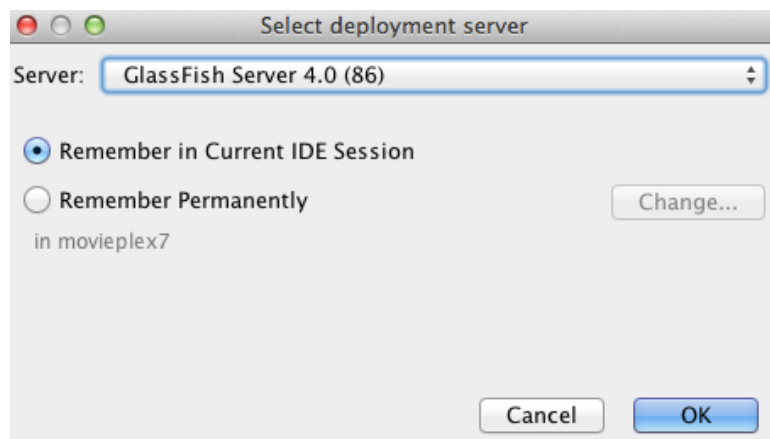 Select deployment server
Server: GlassFish Server 4.0 (86)
Remember in Current IDE Session
Remember Permanently Change...
in movieplex7
Cancel OK